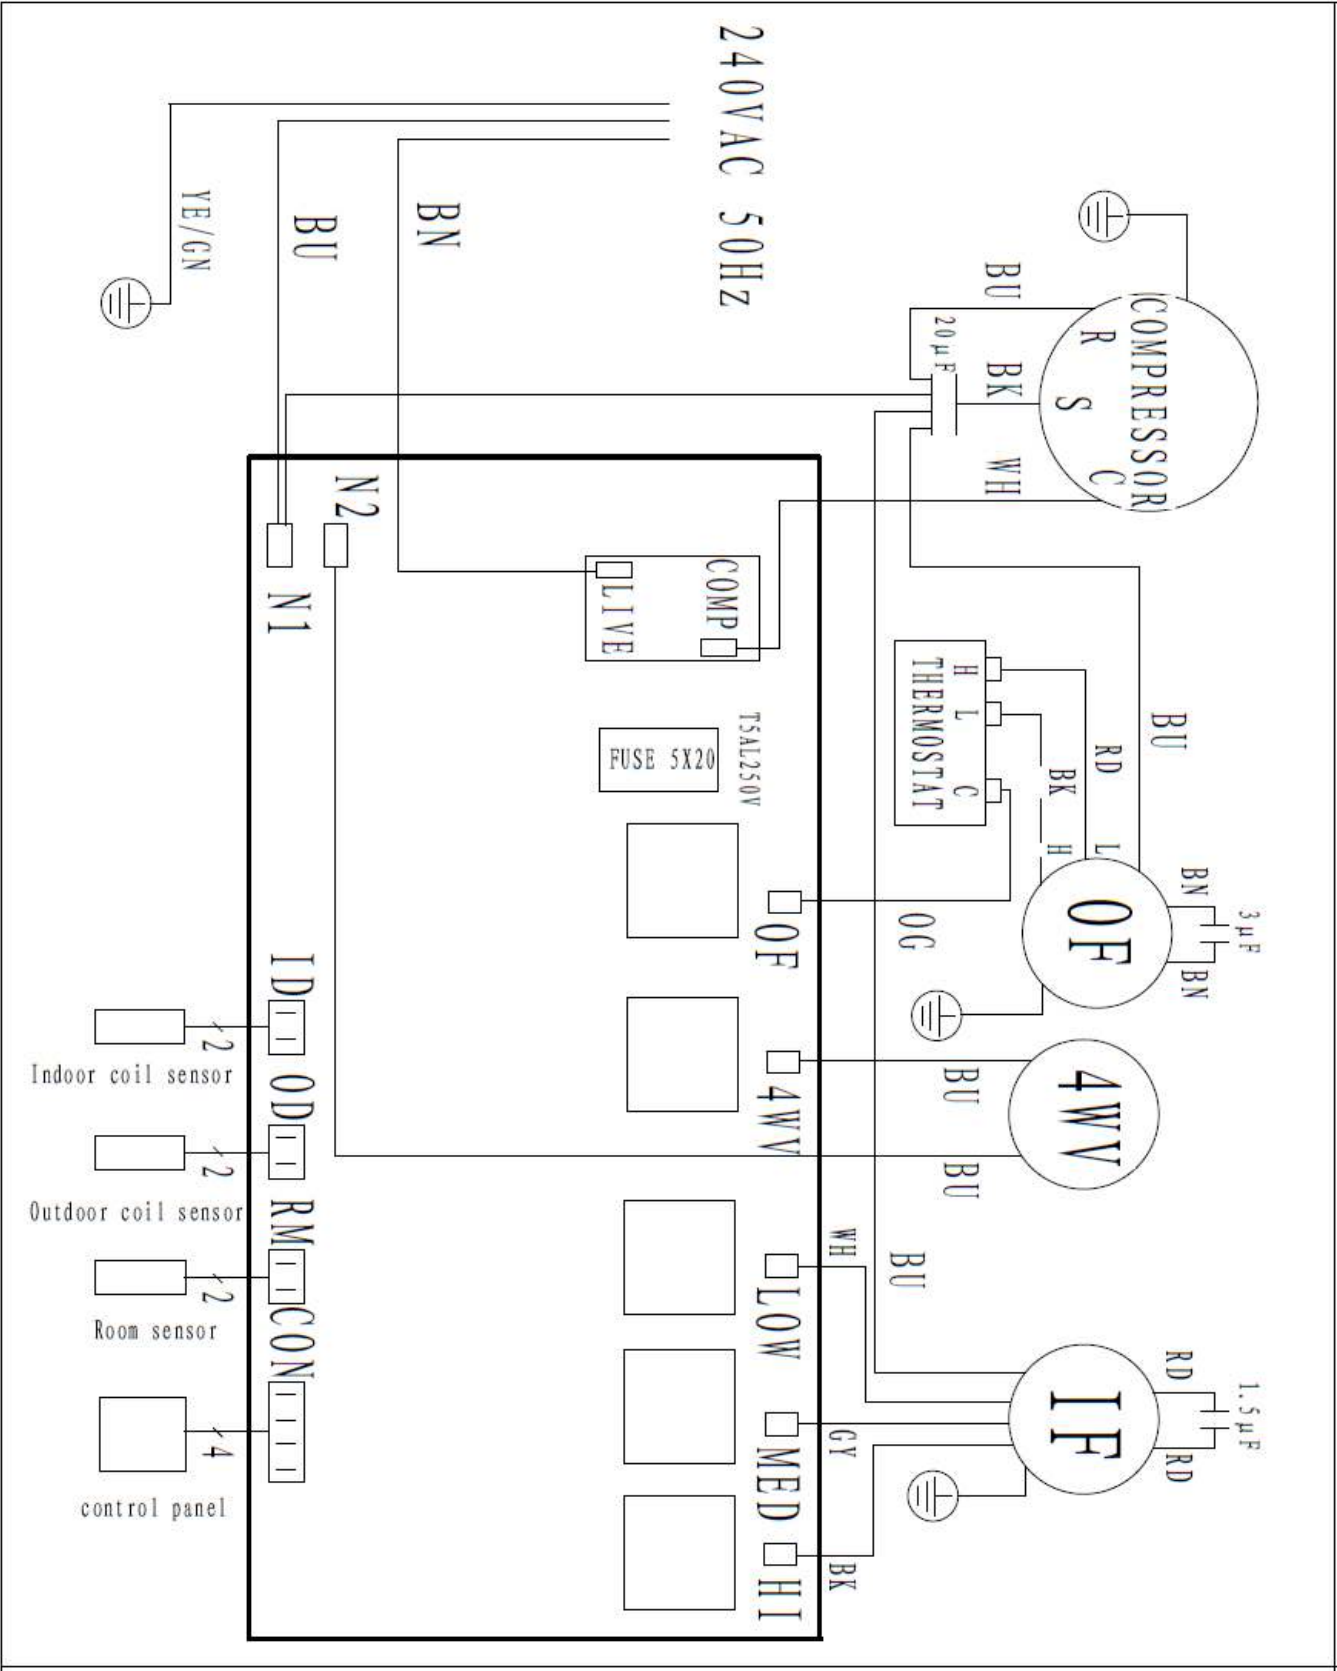 240VAC 50Hz
YE/GN
BU
BN
BU
20μF
BK
WH
COMPRESSOR
R
S
C
N2
N1
LIVE
COMP
THERMOSTAT
H
L
C
RD
BK
BU
H
L
FUSE 5X20
T5AL250V
OF
OG
OF
BN
3μF
BN
4WV
BU
BU
4WV
ID
2
Indoor coil sensor
OD
2
Outdoor coil sensor
RM
2
Room sensor
CON
4
control panel
WH
LOW
BU
GY
MED
BK
HI
IF
RD
1.5μF
RD